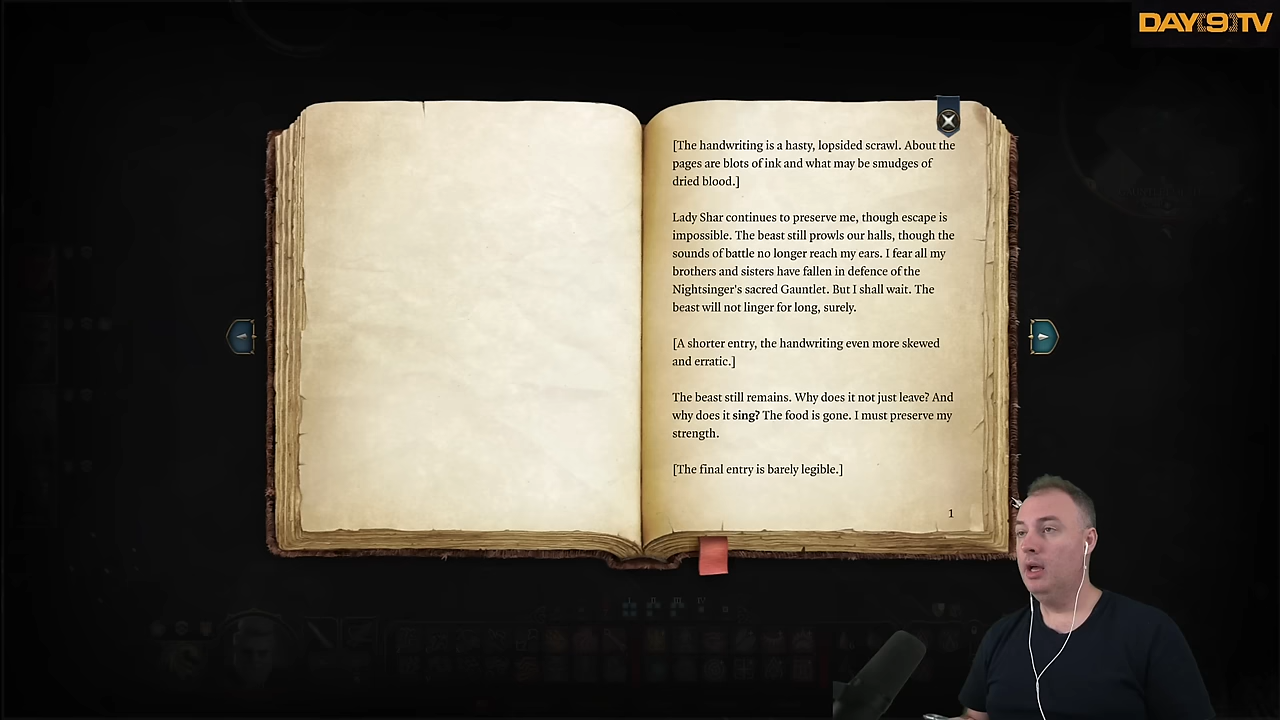 DAY[9]TV
[The handwriting is a hasty, lopsided scrawl. About the
pages are blots of ink and what may be smudges of
dried blood.]
Lady Shar continues to preserve me, though escape is
impossible. The beast still prowls our halls, though the
sounds of battle no longer reach my ears. I fear all my
brothers and sisters have fallen in defence of the
Nightsinger's sacred Gauntlet. But I shall wait. The
beast will not linger for long, surely.
[A shorter entry, the handwriting even more skewed
and erratic.]
The beast still remains. Why does it not just leave? And
why does it sing? The food is gone. I must preserve my
strength.
[The final entry is barely legible.]
1